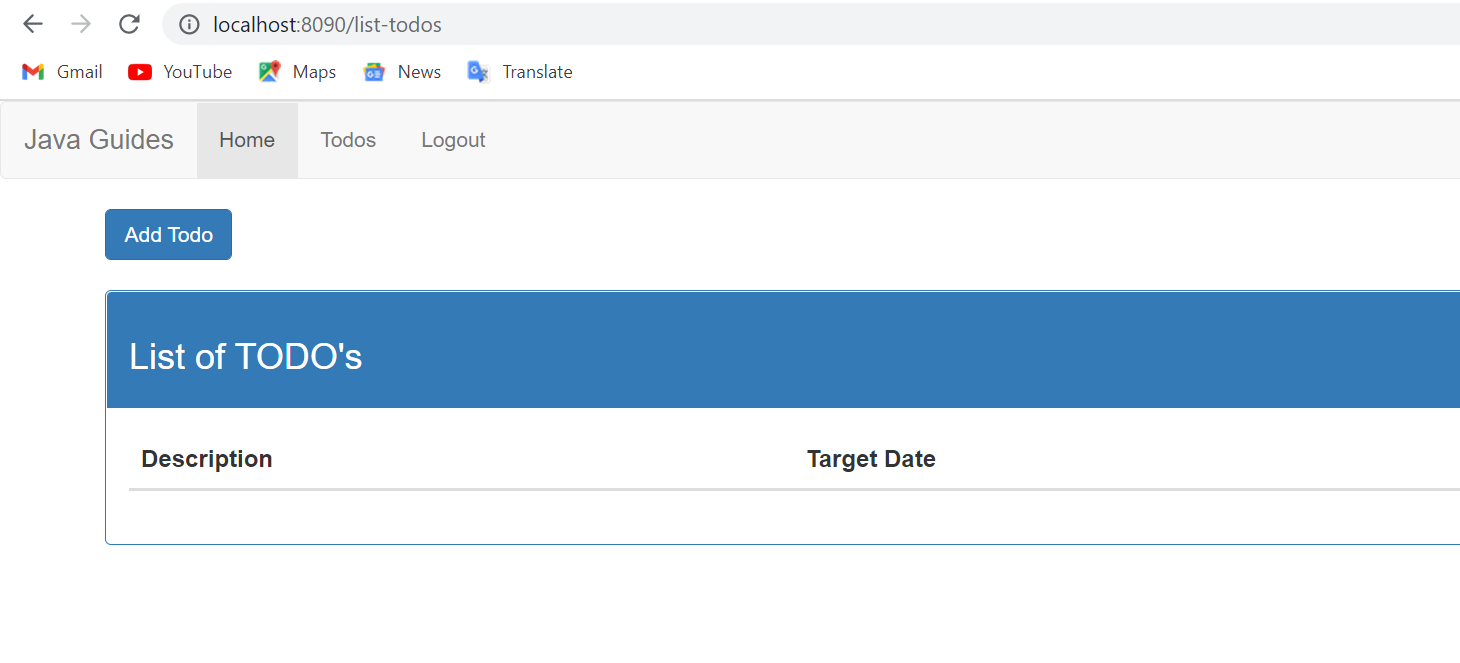 localhost:8090/list-todos
Gmail YouTube Maps News Translate
Java Guides Home Todos Logout
Add Todo
List of TODO's
Description Target Date